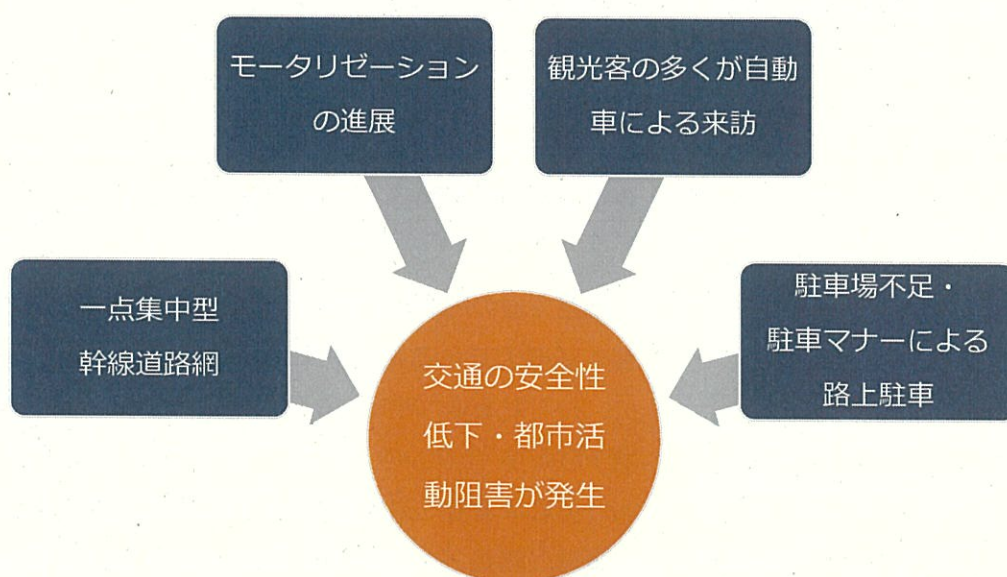 モータリゼーション
の進展
観光客の多くが自動
車による来訪
一点集中型
幹線道路網
駐車場不足・
駐車マナーによる
路上駐車
交通の安全性
低下・都市活
動阻害が発生